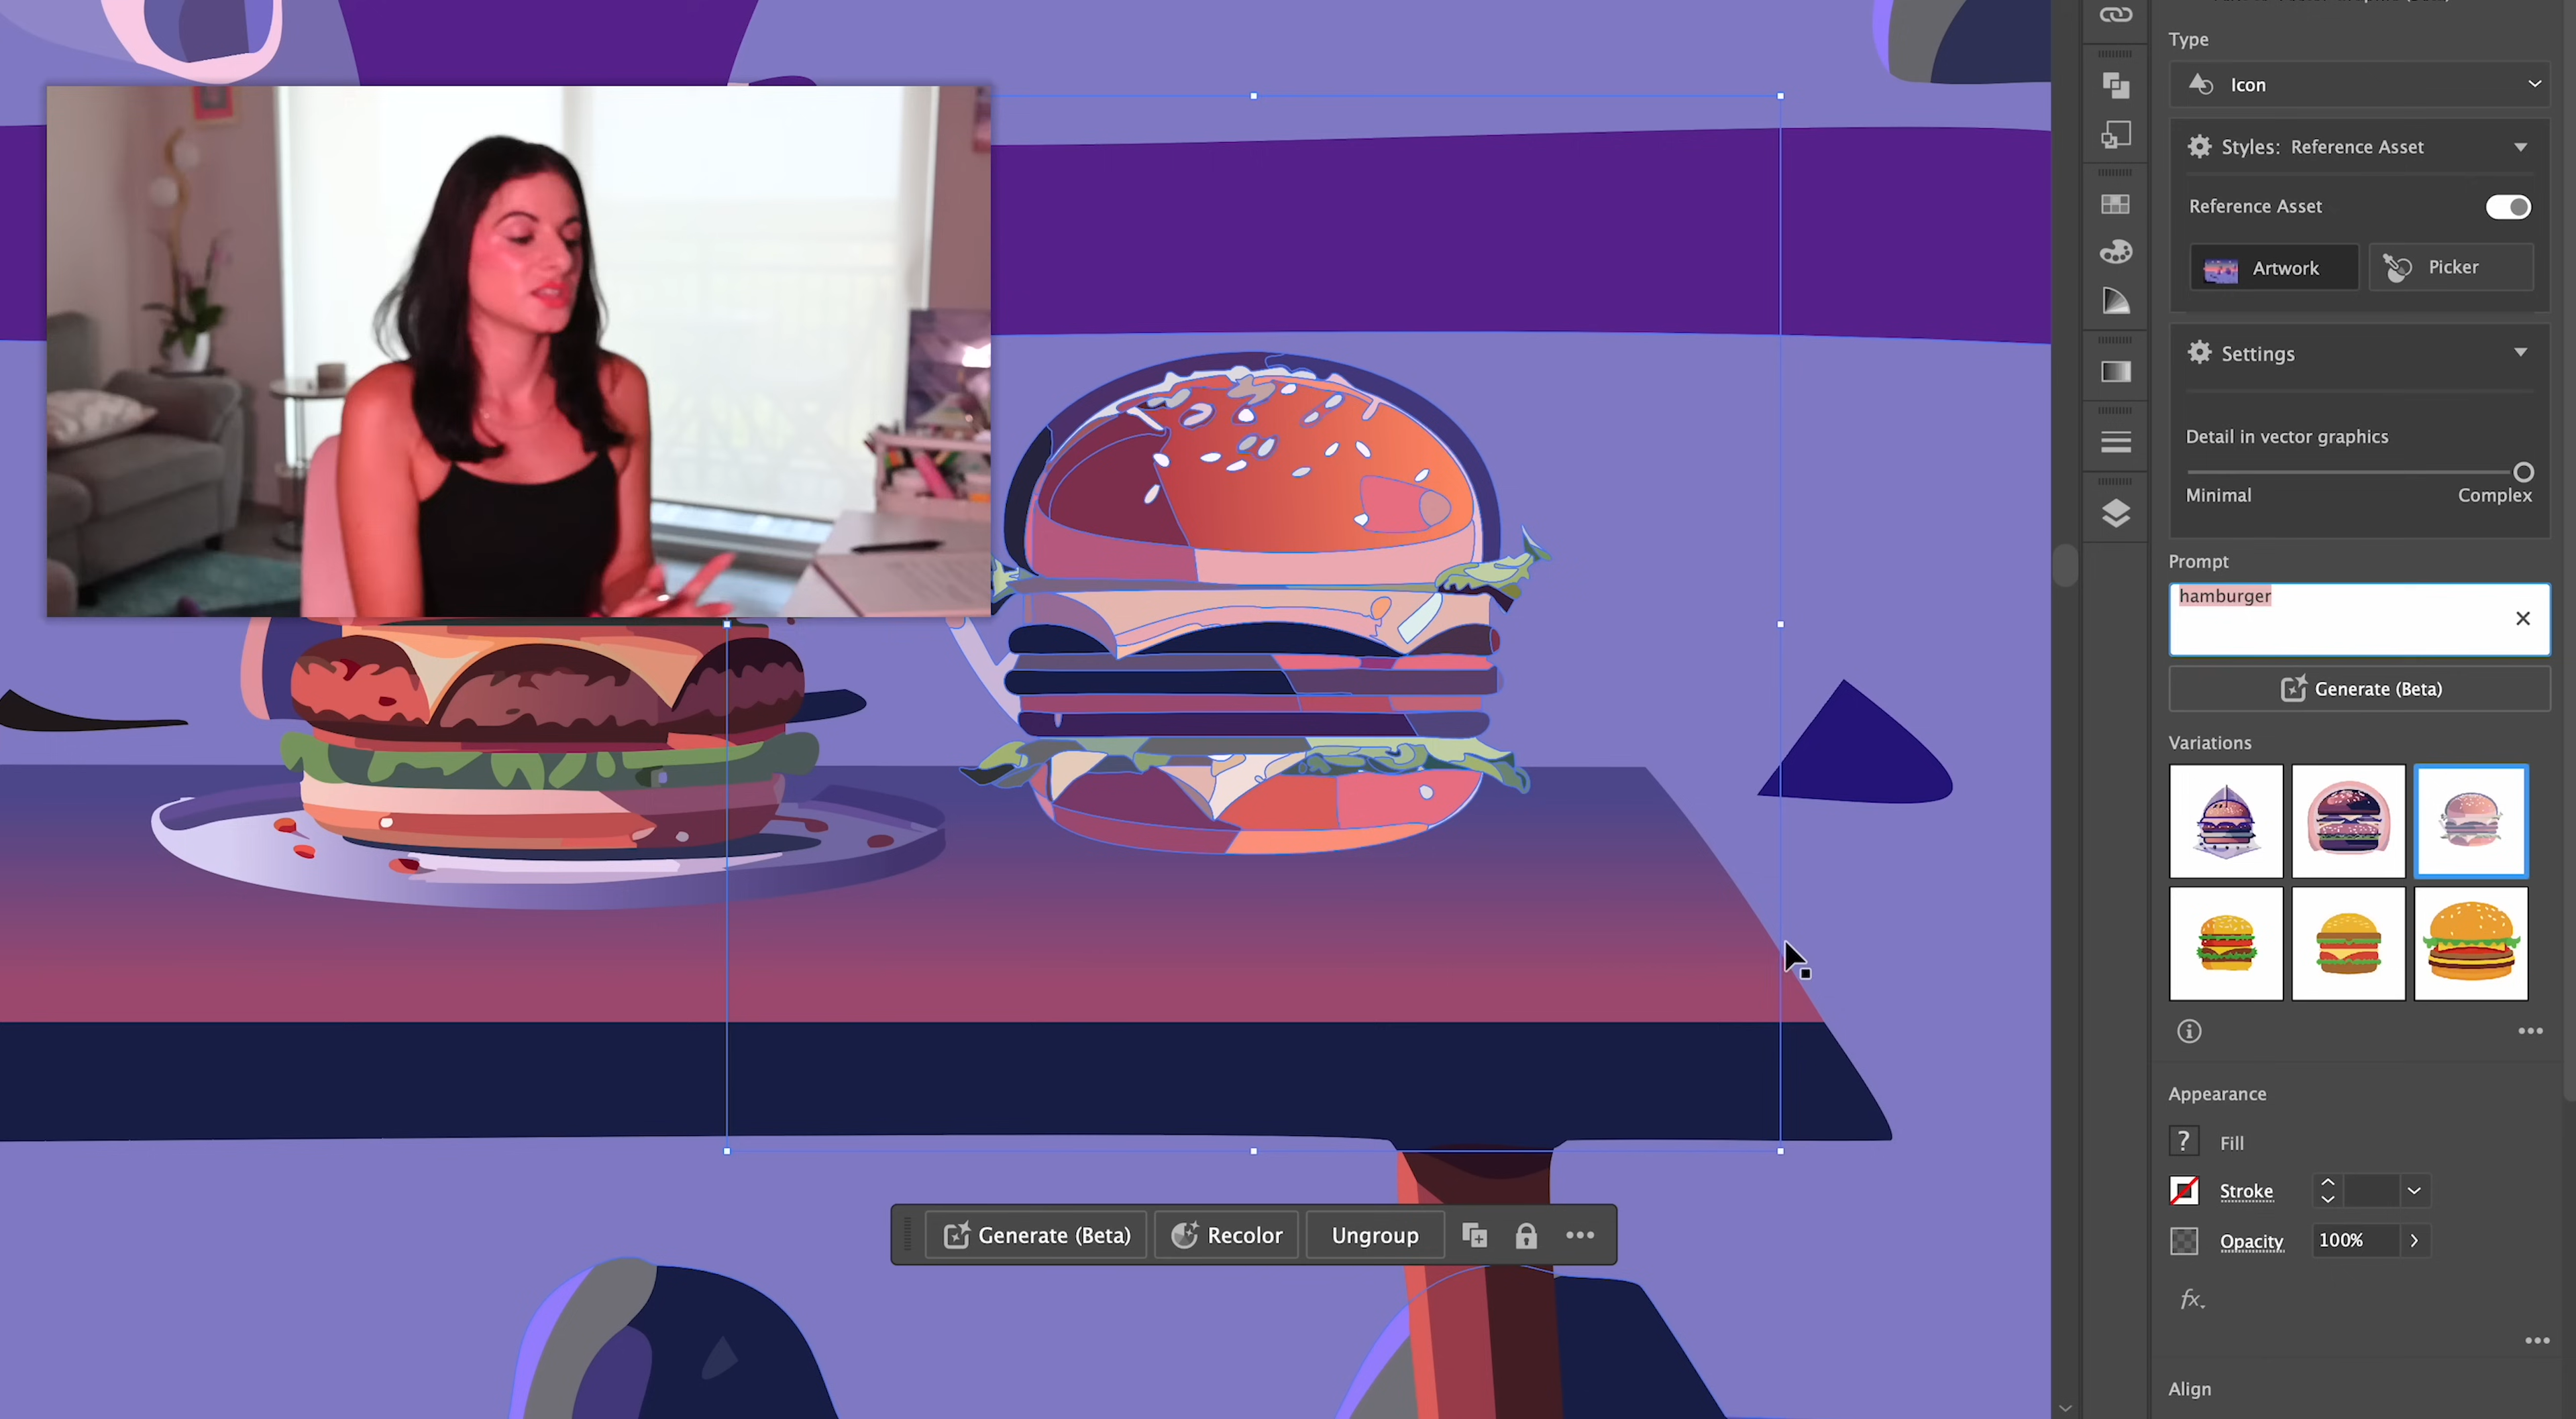 Type
Icon
Styles: Reference Asset
Reference Asset
Artwork
Picker
Settings
Detail in vector graphics
Minimal
Complex
Prompt
hamburger
Generate (Beta)
Variations
Appearance
? Fill
Stroke
Opacity
100%
fx.
Align
Generate (Beta)
Recolor
Ungroup